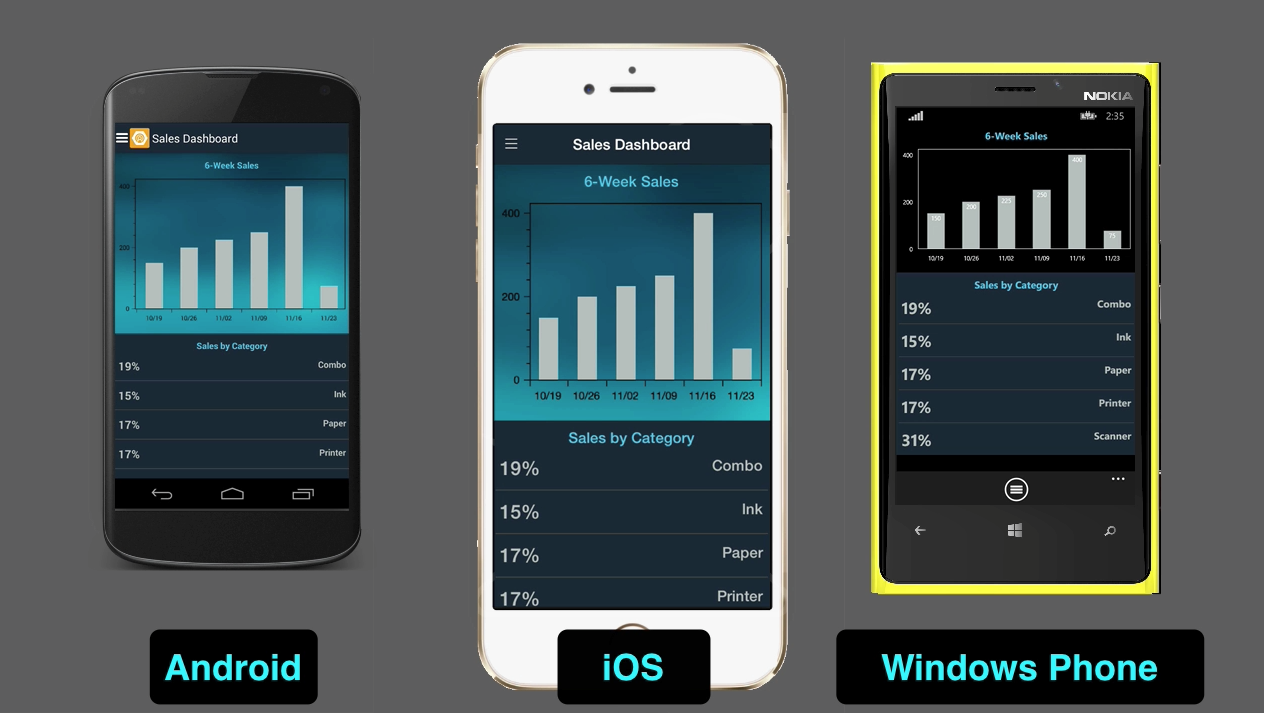 Sales Dashboard
6-Week Sales
400
200
0
10/19 10/26 11/02 11/09 11/16 11/23
Sales by Category
19% Combo
15% Ink
17% Paper
17% Printer
Android
Sales Dashboard
6-Week Sales
400
200
0
10/19 10/26 11/02 11/09 11/16 11/23
Sales by Category
19% Combo
15% Ink
17% Paper
17% Printer
iOS
NOKIA
2:35
6-Week Sales
400
200
0
150 200 225 250 400 75
10/19 10/26 11/02 11/09 11/16 11/23
Sales by Category
19% Combo
15% Ink
17% Paper
17% Printer
31% Scanner
Windows Phone